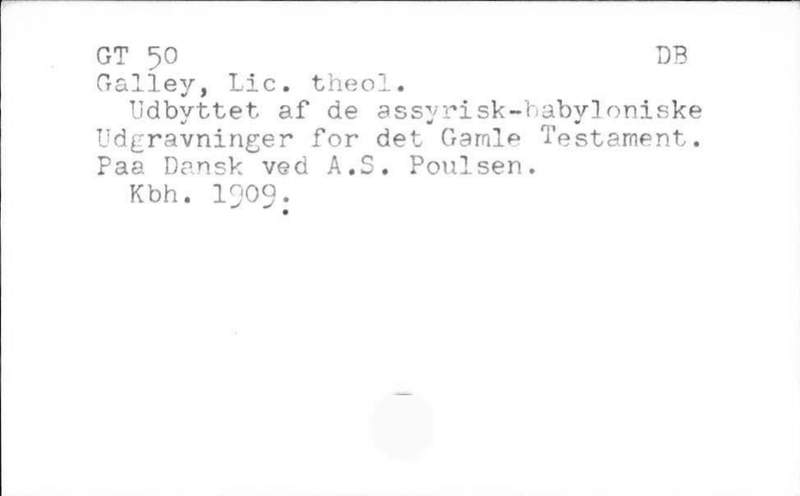 GT 50 DB
Galley, Lic. theol.
Udbyttet af de assyrisk-babyloniske
Udgravninger for det Gamle Testament.
Paa Dansk ved A.S. Poulsen.
Kbh. 1909.